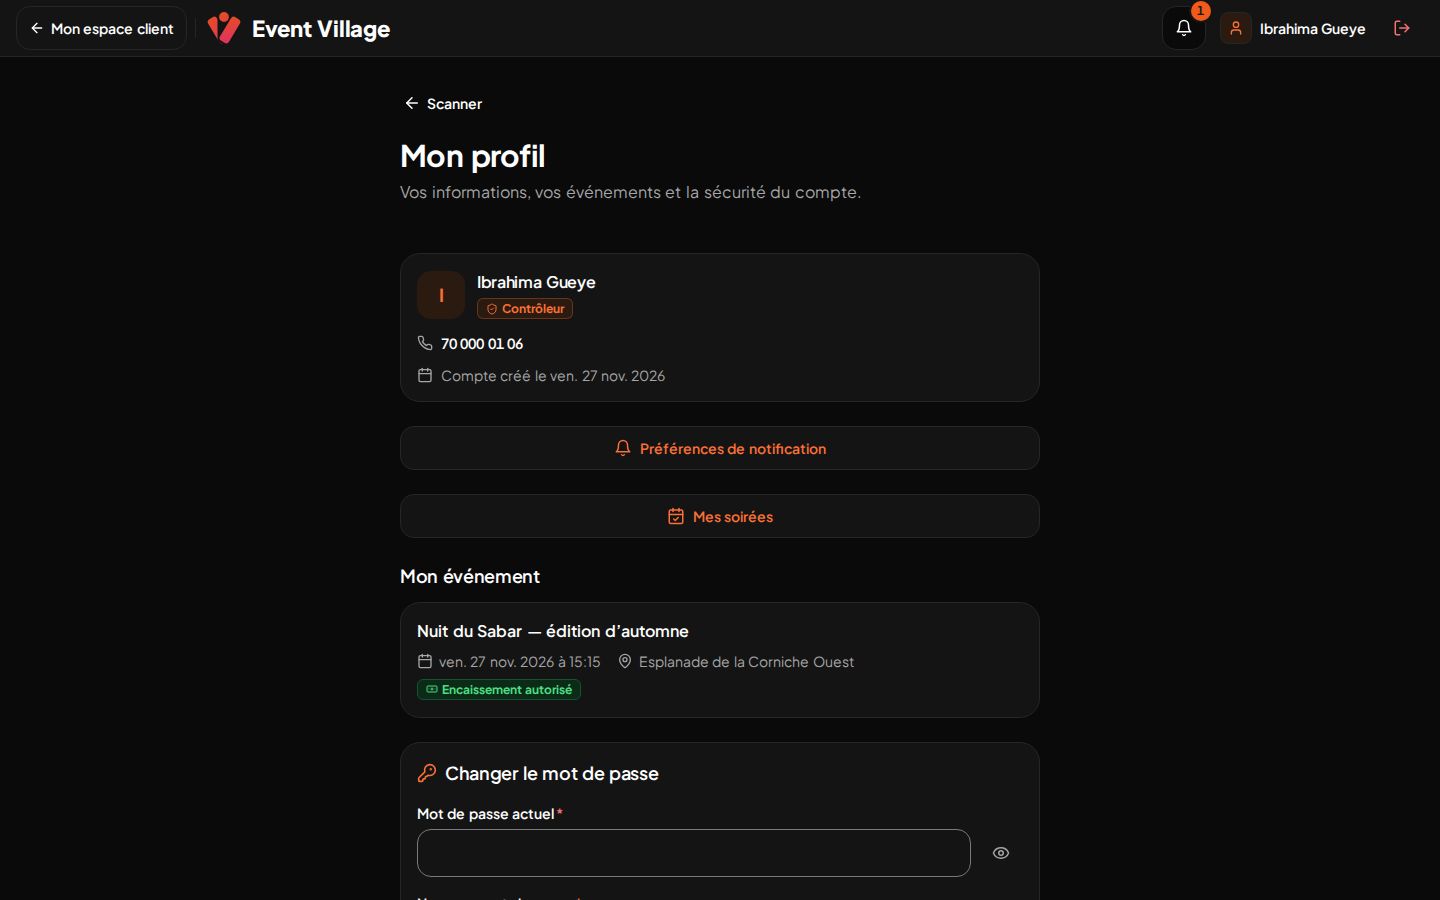 Mon espace client
Event Village
1
Ibrahima Gueye
Scanner
Mon profil
Vos informations, vos événements et la sécurité du compte.
I
Ibrahima Gueye
Contrôleur
70 000 01 06
Compte créé le ven. 27 nov. 2026
Préférences de notification
Mes soirées
Mon événement
Nuit du Sabar — édition d’automne
ven. 27 nov. 2026 à 15:15 Esplanade de la Corniche Ouest
Encaissement autorisé
Changer le mot de passe
Mot de passe actuel *